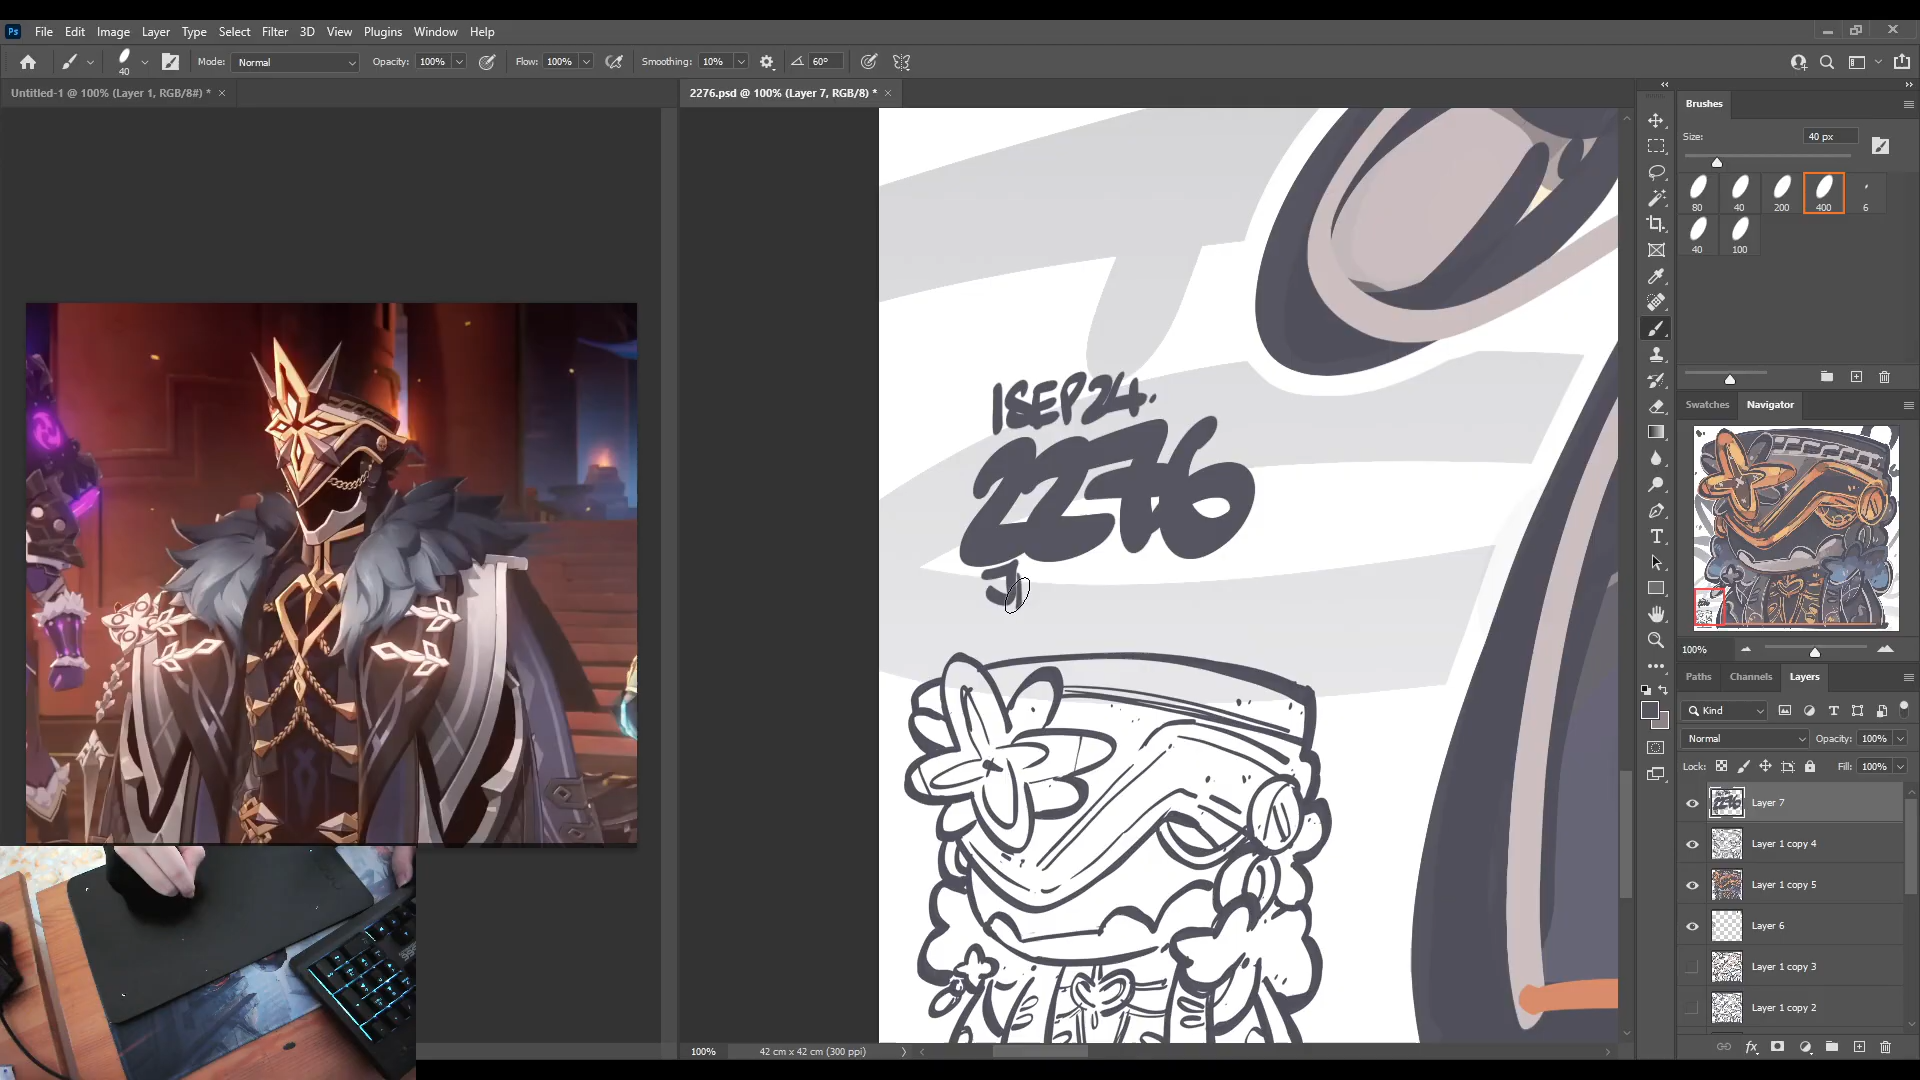 Ps File Edit Image Layer Type Select Filter 3D View Plugins Window Help
40 Mode: Normal Opacity: 100% Flow: 100% Smoothing: 10% 60°
Untitled-1 @ 100% (Layer 1, RGB/8#) * ×
2276.psd @ 100% (Layer 7, RGB/8) * ×
Brushes
Size: 40 px
80 40 200 400 6
40 100
Swatches Navigator
1SEP24.
2276
100%
Paths Channels Layers
Kind
Normal Opacity: 100%
Lock: Fill: 100%
Layer 7
Layer 1 copy 4
Layer 1 copy 5
Layer 6
Layer 1 copy 3
Layer 1 copy 2
100% 42 cm x 42 cm (300 ppi)
fx